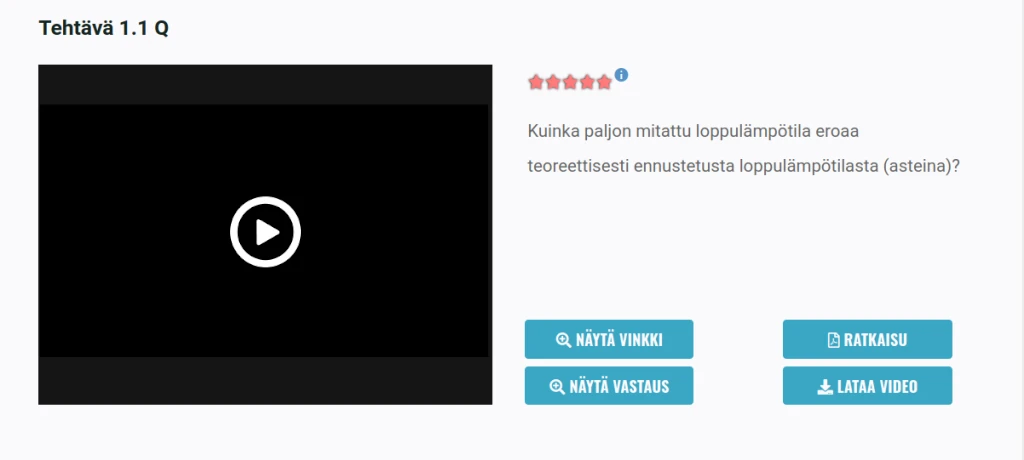 Tehtävä 1.1 Q
Kuinka paljon mitattu loppulämpötila eroaa
teoreettisesti ennustetusta loppulämpötilasta (asteina)?
NÄYTÄ VINKKI
RATKAISU
NÄYTÄ VASTAUS
LATAA VIDEO